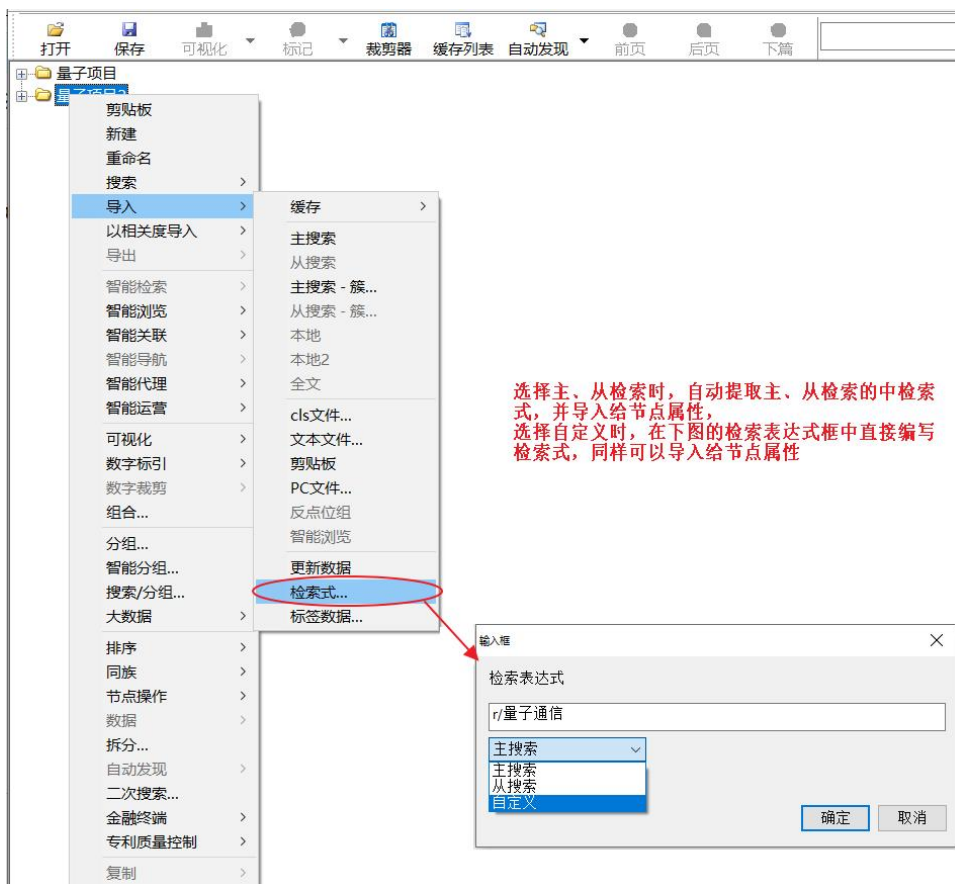 打开 保存 可视化 标记 裁剪器 缓存列表 自动发现 前页 后页 下篇
量子项目
量子项目2
剪贴板
新建
重命名
搜索
导入
以相关度导入
导出
智能检索
智能浏览
智能关联
智能导航
智能代理
智能运营
可视化
数字标引
数字裁剪
组合...
分组...
智能分组...
搜索/分组...
大数据
排序
同族
节点操作
数据
拆分...
自动发现
二次搜索...
金融终端
专利质量控制
复制
缓存
主搜索
从搜索
主搜索 - 簇...
从搜索 - 簇...
本地
本地2
全文
cls文件...
文本文件...
剪贴板
PC文件...
反点位组
智能浏览
更新数据
检索式...
标签数据...
选择主、从检索时，自动提取主、从检索的中检索
式，并导入给节点属性，
选择自定义时，在下图的检索表达式框中直接编写
检索式，同样可以导入给节点属性
输入框
检索表达式
r/量子通信
主搜索
主搜索
从搜索
自定义
确定 取消